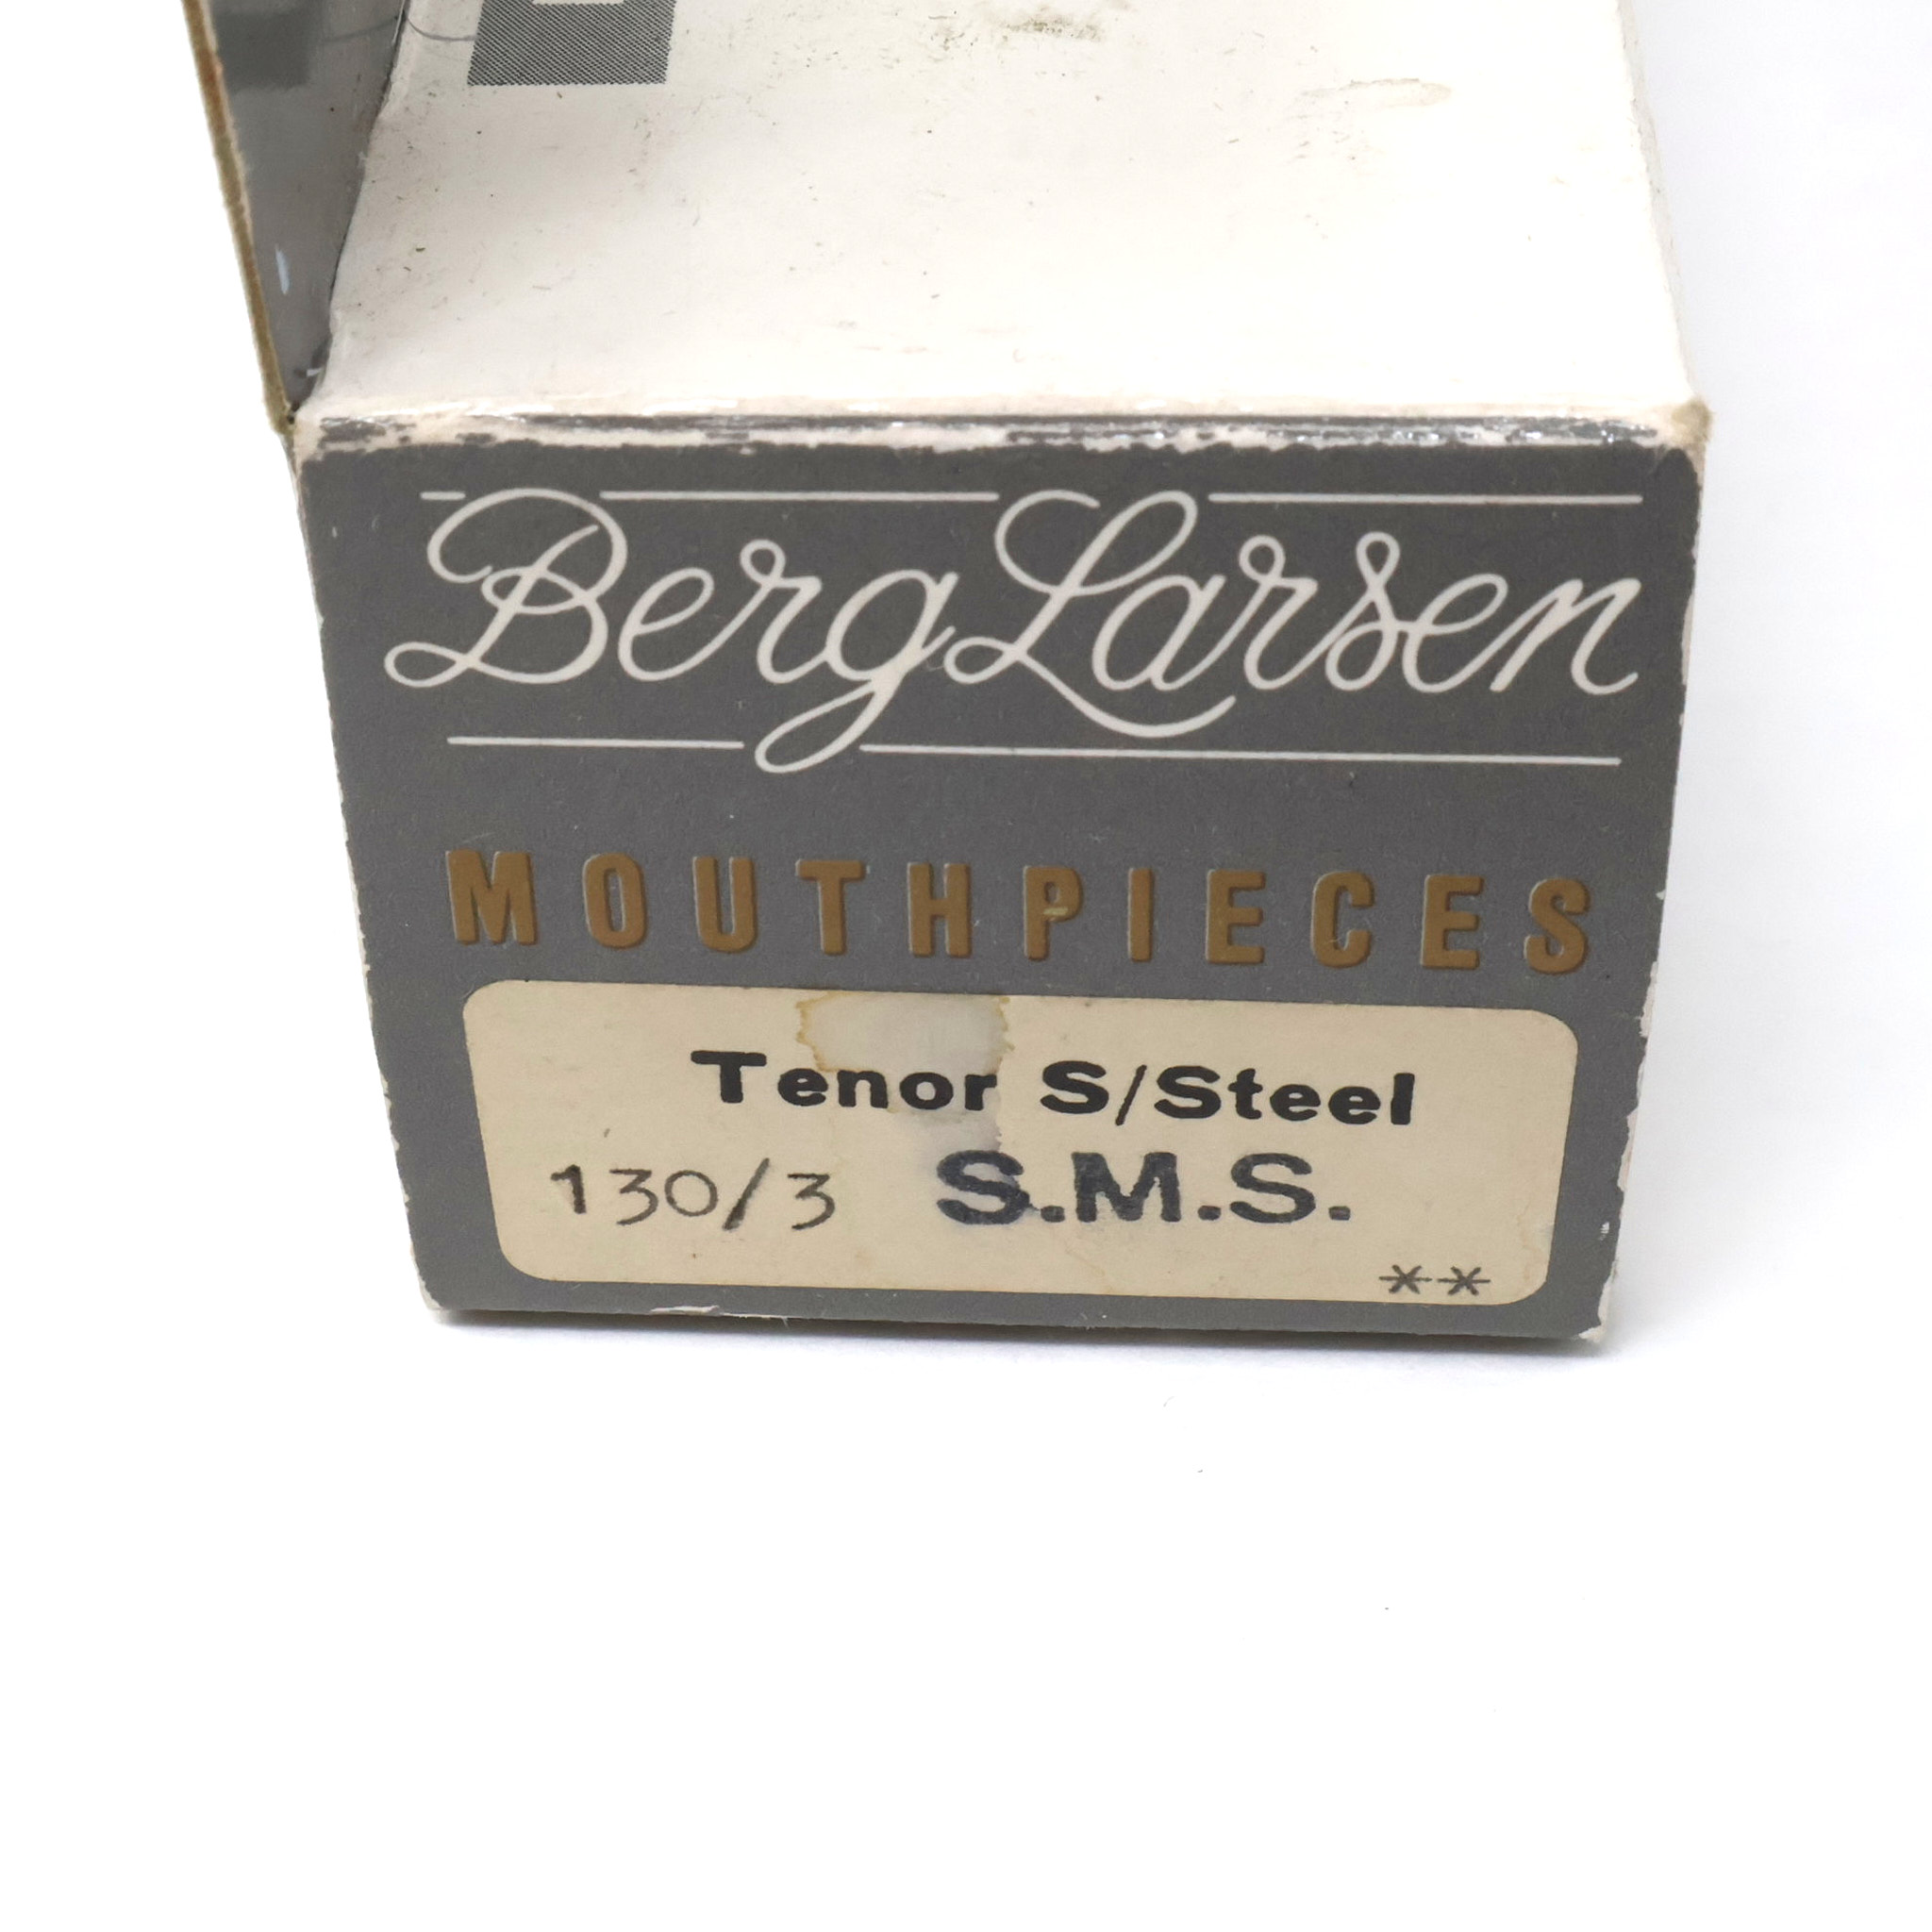 Berg Larsen
MOUTHPIECES
Tenor S/Steel
130/3 S.M.S.
**